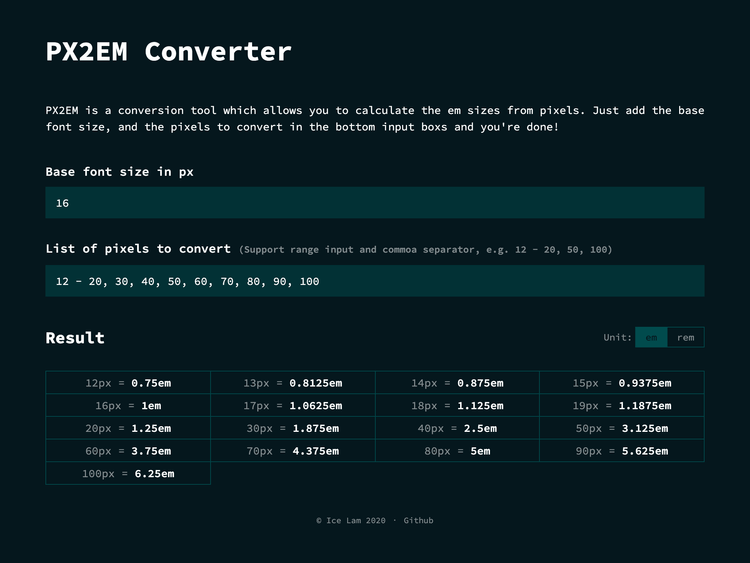 PX2EM Converter
PX2EM is a conversion tool which allows you to calculate the em sizes from pixels. Just add the base
font size, and the pixels to convert in the bottom input boxs and you're done!
Base font size in px
16
List of pixels to convert (Support range input and commoa separator, e.g. 12 - 20, 50, 100)
12 - 20, 30, 40, 50, 60, 70, 80, 90, 100
Result Unit: em rem
12px = 0.75em 13px = 0.8125em 14px = 0.875em 15px = 0.9375em
16px = 1em 17px = 1.0625em 18px = 1.125em 19px = 1.1875em
20px = 1.25em 30px = 1.875em 40px = 2.5em 50px = 3.125em
60px = 3.75em 70px = 4.375em 80px = 5em 90px = 5.625em
100px = 6.25em
© Ice Lam 2020 · Github